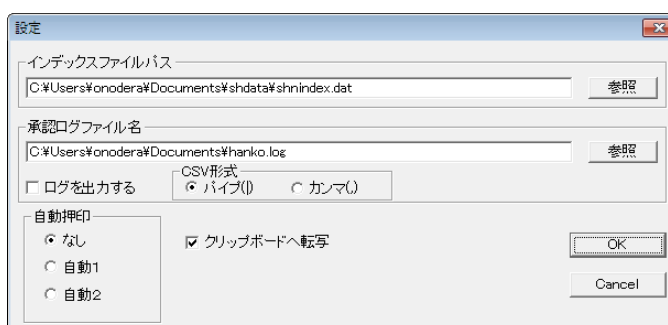 設定
インデックスファイルパス
C:¥Users¥onodera¥Documents¥shdata¥shnindex.dat
参照
承認ログファイル名
C:¥Users¥onodera¥Documents¥hanko.log
参照
ログを出力する
CSV形式
パイプ(|)
カンマ(,)
自動押印
なし
自動1
自動2
クリップボードへ転写
OK
Cancel